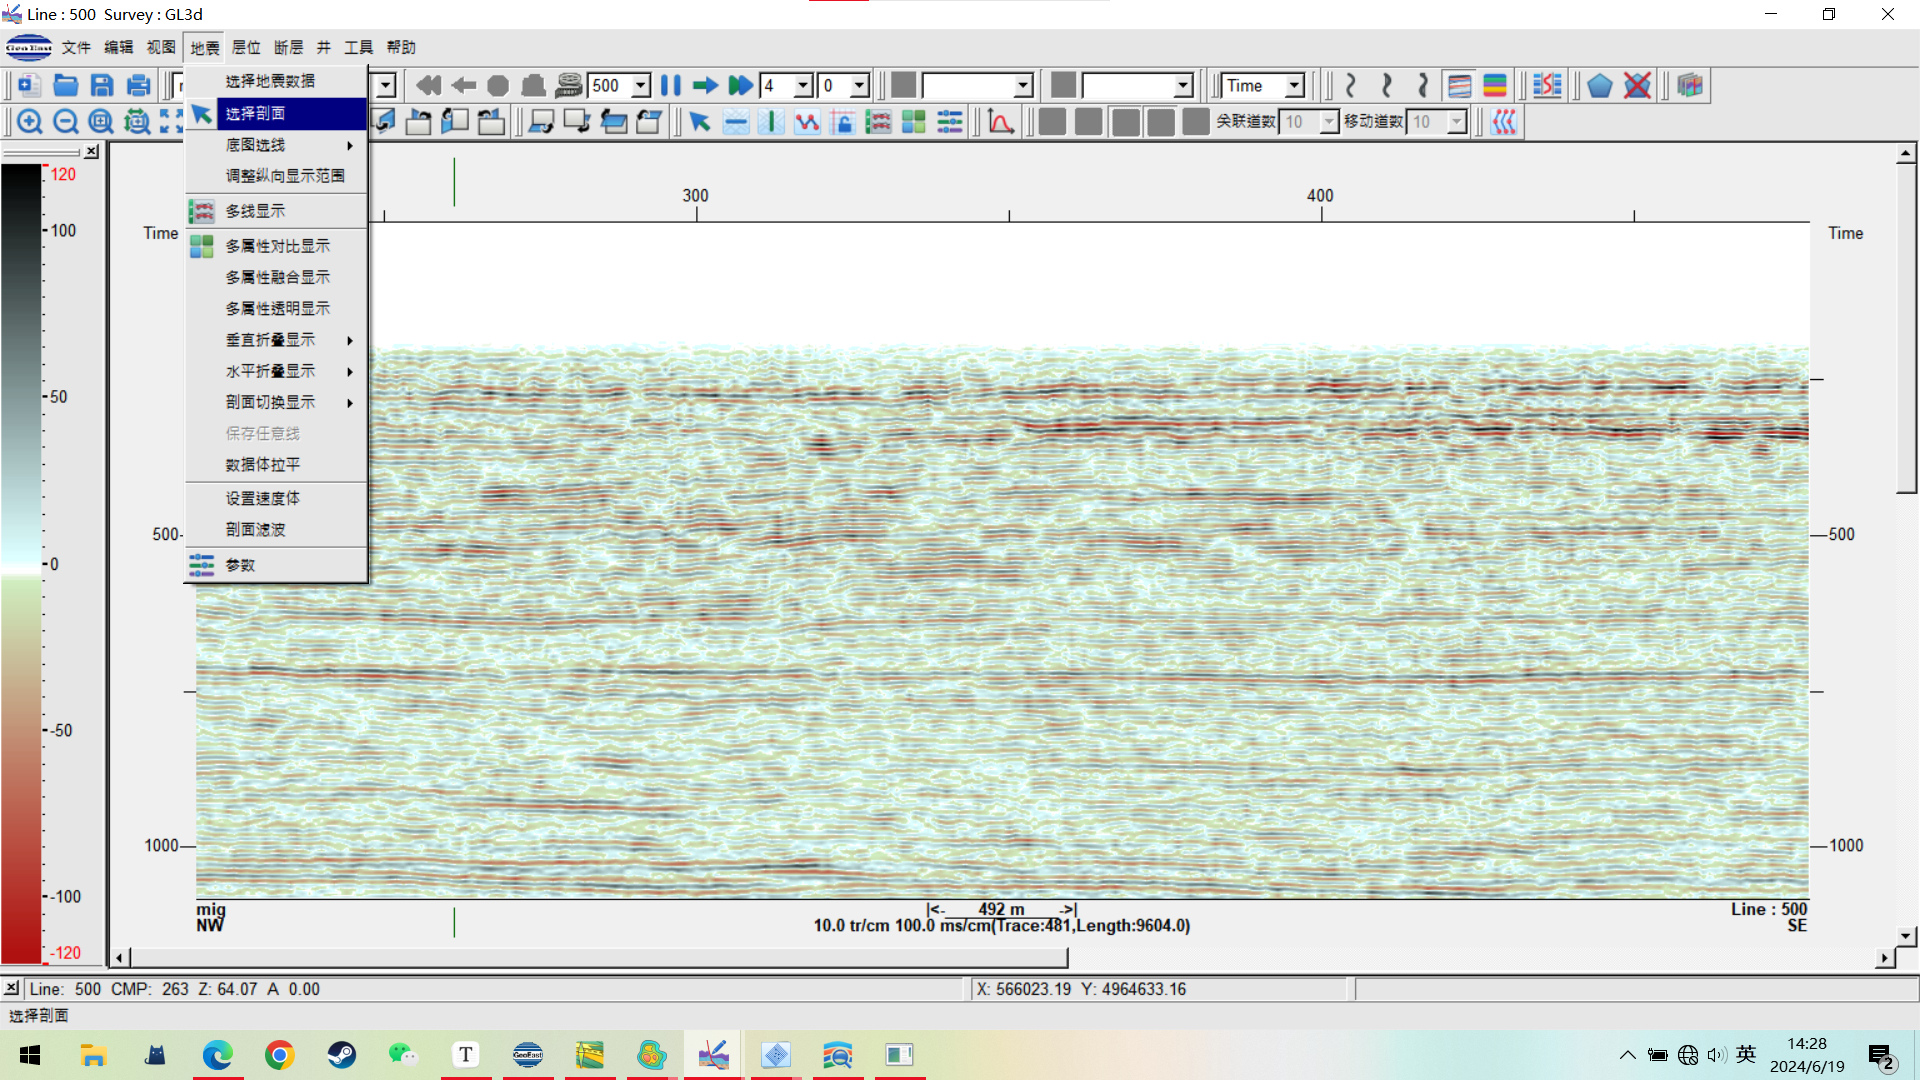 Line : 500 Survey : GL3d
GeoEast 文件 编辑 视图 地震 层位 断层 井 工具 帮助
500 4 0 Time
关联道数 10 移动道数 10
选择地震数据
选择剖面
底图选线
调整纵向显示范围
多线显示
多属性对比显示
多属性融合显示
多属性透明显示
垂直折叠显示
水平折叠显示
剖面切换显示
保存任意线
数据体拉平
设置速度体
剖面滤波
参数
120
100
50
0
-50
-100
-120
300 400
Time Time
500 500
1000 1000
mig |<- 492 m ->| Line : 500
NW 10.0 tr/cm 100.0 ms/cm(Trace:481,Length:9604.0) SE
Line: 500 CMP: 263 Z: 64.07 A 0.00 X: 566023.19 Y: 4964633.16
选择剖面
T GeoEast 英 14:28
2024/6/19 2